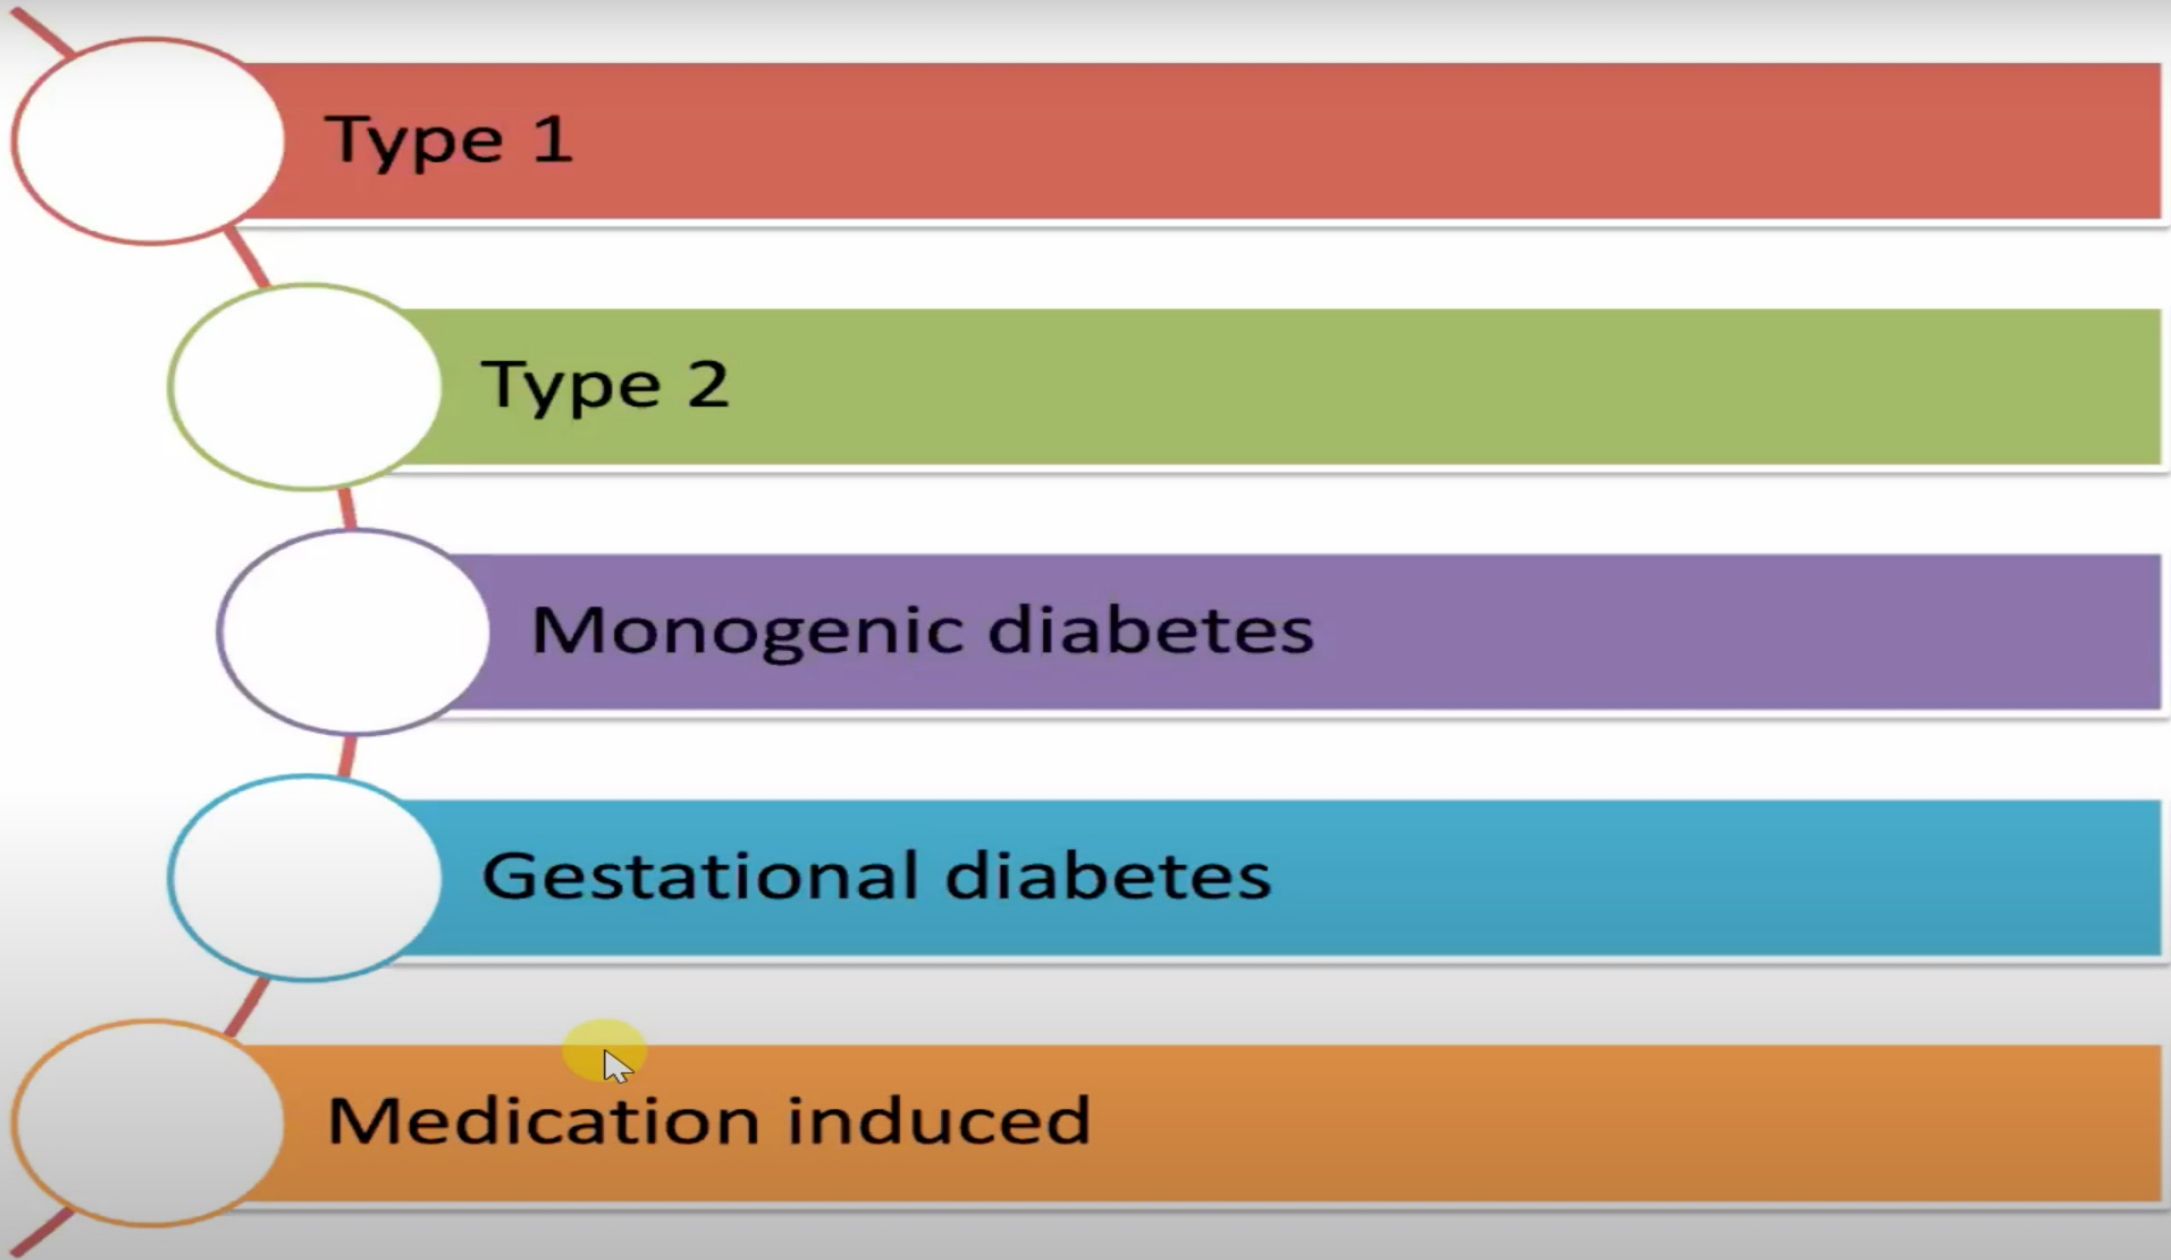 Type 1
Type 2
Monogenic diabetes
Gestational diabetes
Medication induced